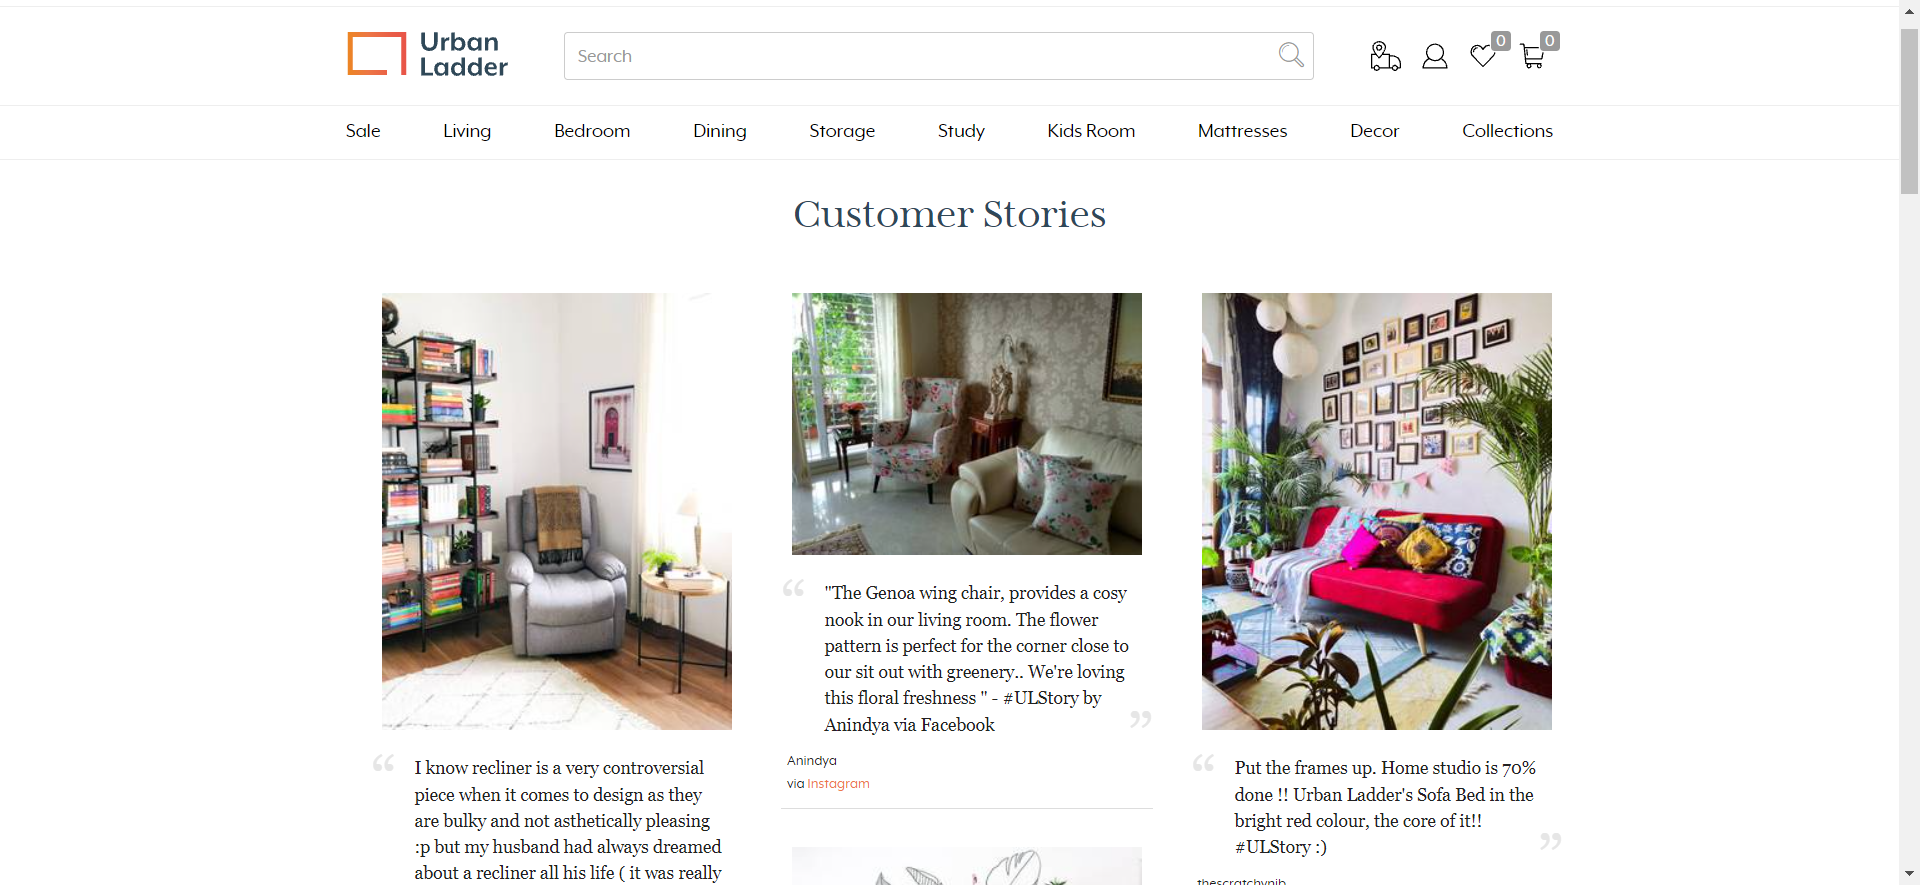 Urban
Ladder
Search
0
0
Sale Living Bedroom Dining Storage Study Kids Room Mattresses Decor Collections
Customer Stories
“ I know recliner is a very controversial
piece when it comes to design as they
are bulky and not asthetically pleasing
:p but my husband had always dreamed
about a recliner all his life ( it was really
“ "The Genoa wing chair, provides a cosy
nook in our living room. The flower
pattern is perfect for the corner close to
our sit out with greenery.. We're loving
this floral freshness " - #ULStory by
Anindya via Facebook ”
Anindya
via Instagram
“ Put the frames up. Home studio is 70%
done !! Urban Ladder's Sofa Bed in the
bright red colour, the core of it!!
#ULStory :) ”
thescratchynib